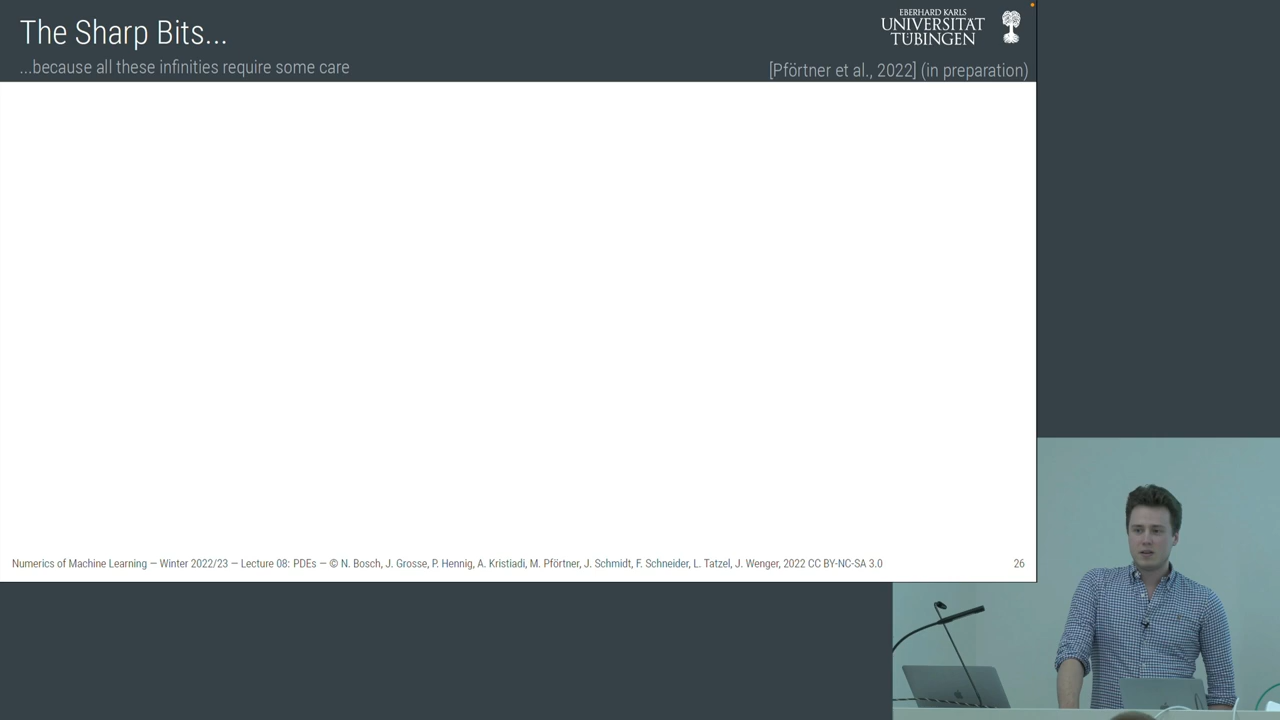 The Sharp Bits...
...because all these infinities require some care
EBERHARD KARLS
UNIVERSITÄT
TÜBINGEN
[Pförtner et al., 2022] (in preparation)
Numerics of Machine Learning — Winter 2022/23 — Lecture 08: PDEs — © N. Bosch, J. Grosse, P. Hennig, A. Kristiadi, M. Pförtner, J. Schmidt, F. Schneider, L. Tatzel, J. Wenger, 2022 CC BY-NC-SA 3.0
26